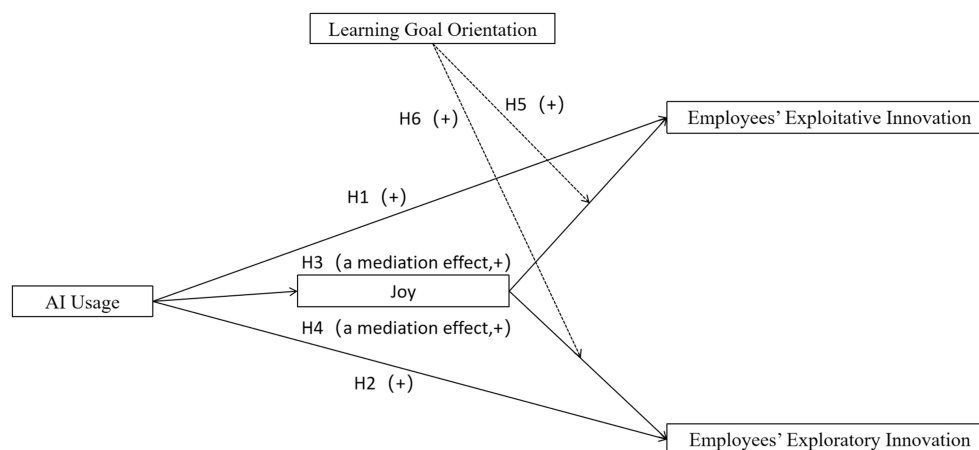 Learning Goal Orientation
H5 (+)
H6 (+)
Employees' Exploitative Innovation
H1 (+)
H3 (a mediation effect,+)
Joy
AI Usage
H4 (a mediation effect,+)
H2 (+)
Employees' Exploratory Innovation